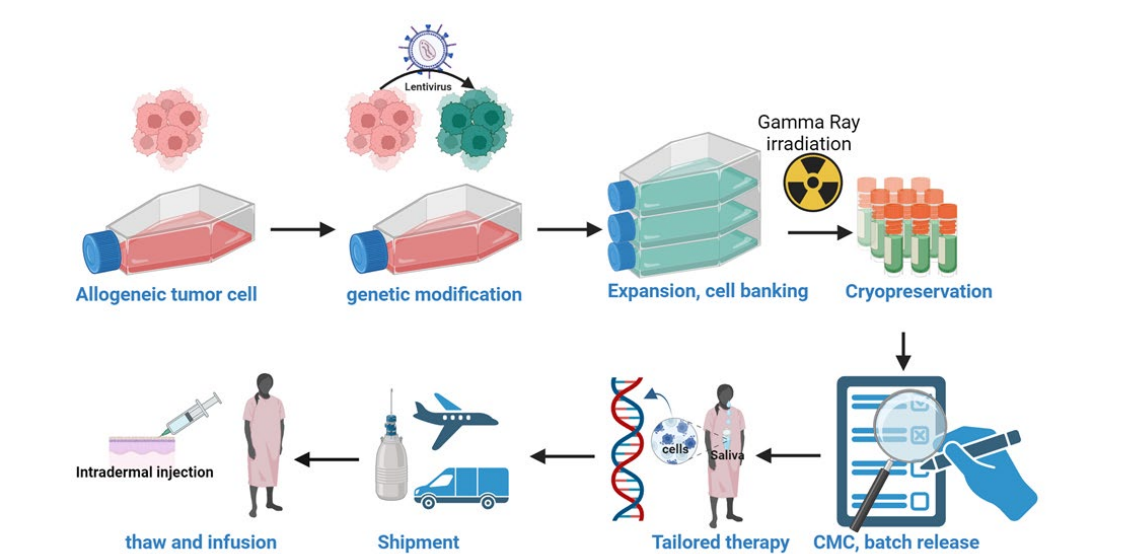 Lentivirus
Gamma Ray
irradiation
Allogeneic tumor cell
genetic modification
Expansion, cell banking
Cryopreservation
cells
Saliva
Intradermal injection
thaw and infusion
Shipment
Tailored therapy
CMC, batch release